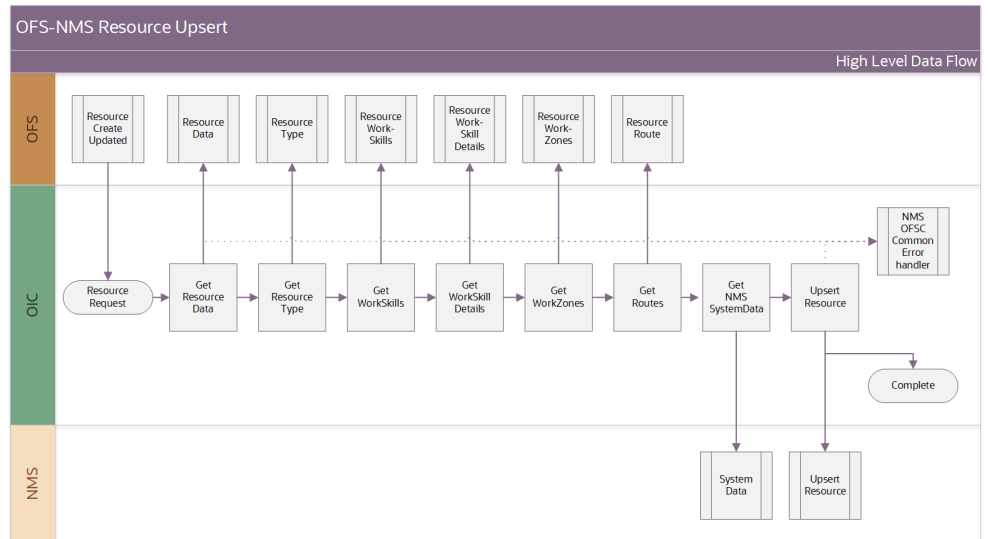 OFS-NMS Resource Upsert
High Level Data Flow
OFS
Resource
Create
Updated
Resource
Data
Resource
Type
Resource
Work-
Skills
Resource
Work-
Skill
Details
Resource
Work-
Zones
Resource
Route
OIC
NMS
OFSC
Common
Error
handler
Resource
Request
Get
Resource
Data
Get
Resource
Type
Get
WorkSkills
Get
WorkSkill
Details
Get
WorkZones
Get
Routes
Get
NMS
SystemData
Upsert
Resource
Complete
NMS
System
Data
Upsert
Resource